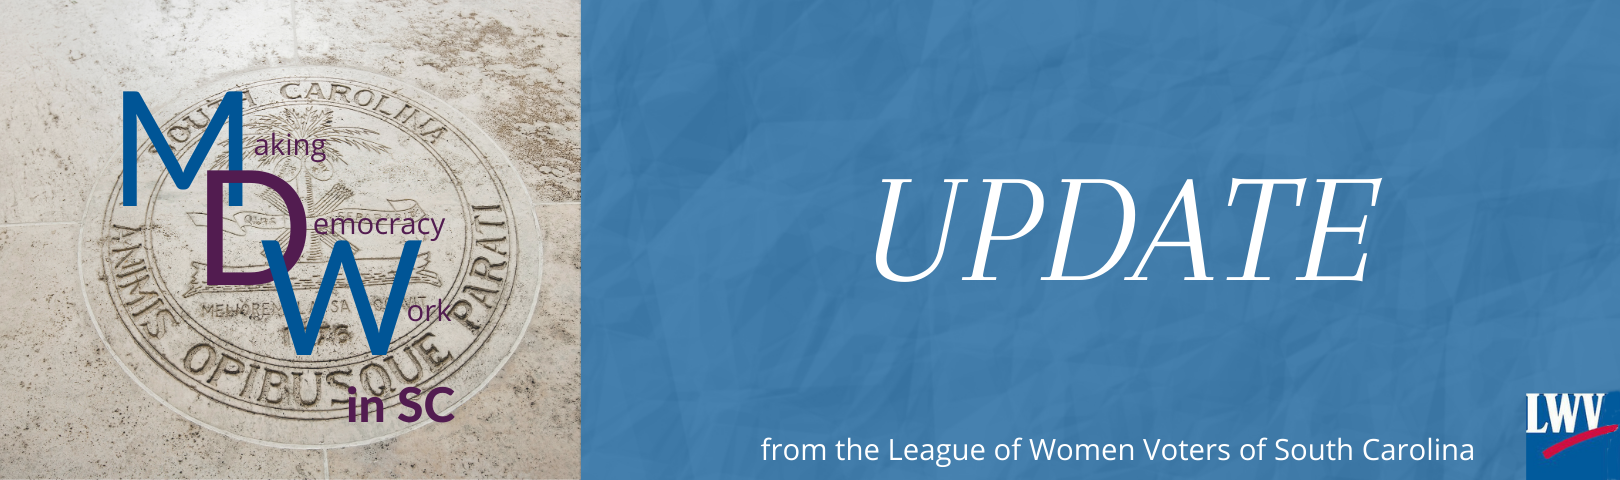 Making
Democracy
Work
in SC
SOUTH CAROLINA
ANIMIS OPIBUSQUE PARATI
UPDATE
from the League of Women Voters of South Carolina
LWV